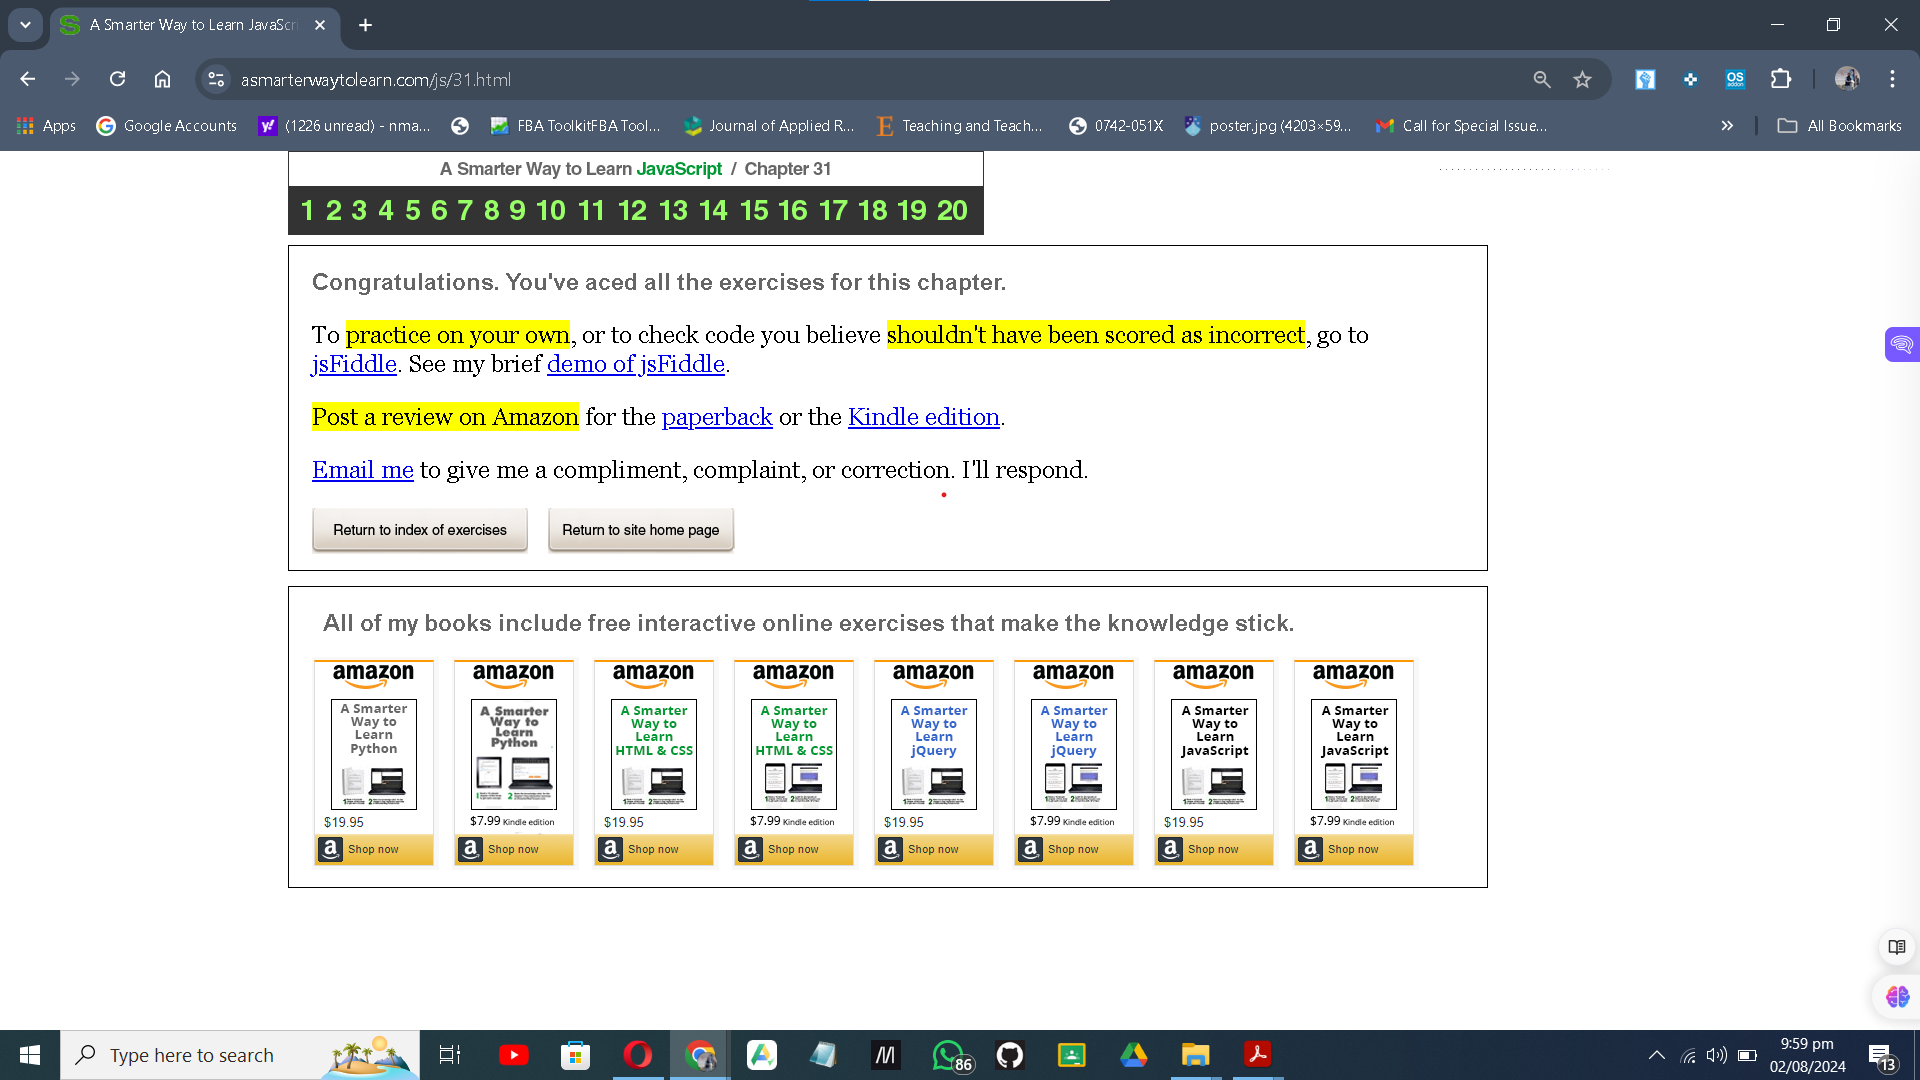 A Smarter Way to Learn JavaScri
asmarterwaytolearn.com/js/31.html
OS
addon
Apps
Google Accounts
(1226 unread) - nma...
FBA ToolkitFBA Tool...
Journal of Applied R...
Teaching and Teach...
0742-051X
poster.jpg (4203×59...
Call for Special Issue...
All Bookmarks
A Smarter Way to Learn JavaScript / Chapter 31
1 2 3 4 5 6 7 8 9 10 11 12 13 14 15 16 17 18 19 20
Congratulations. You've aced all the exercises for this chapter.
To practice on your own, or to check code you believe shouldn't have been scored as incorrect, go to
jsFiddle. See my brief demo of jsFiddle.
Post a review on Amazon for the paperback or the Kindle edition.
Email me to give me a compliment, complaint, or correction. I'll respond.
Return to index of exercises
Return to site home page
All of my books include free interactive online exercises that make the knowledge stick.
amazon
A Smarter
Way to
Learn
Python
$19.95
Shop now
amazon
A Smarter
Way to
Learn
Python
$7.99 Kindle edition
Shop now
amazon
A Smarter
Way to
Learn
HTML & CSS
$19.95
Shop now
amazon
A Smarter
Way to
Learn
HTML & CSS
$7.99 Kindle edition
Shop now
amazon
A Smarter
Way to
Learn
jQuery
$19.95
Shop now
amazon
A Smarter
Way to
Learn
jQuery
$7.99 Kindle edition
Shop now
amazon
A Smarter
Way to
Learn
JavaScript
$19.95
Shop now
amazon
A Smarter
Way to
Learn
JavaScript
$7.99 Kindle edition
Shop now
Type here to search
86
9:59 pm
02/08/2024
13